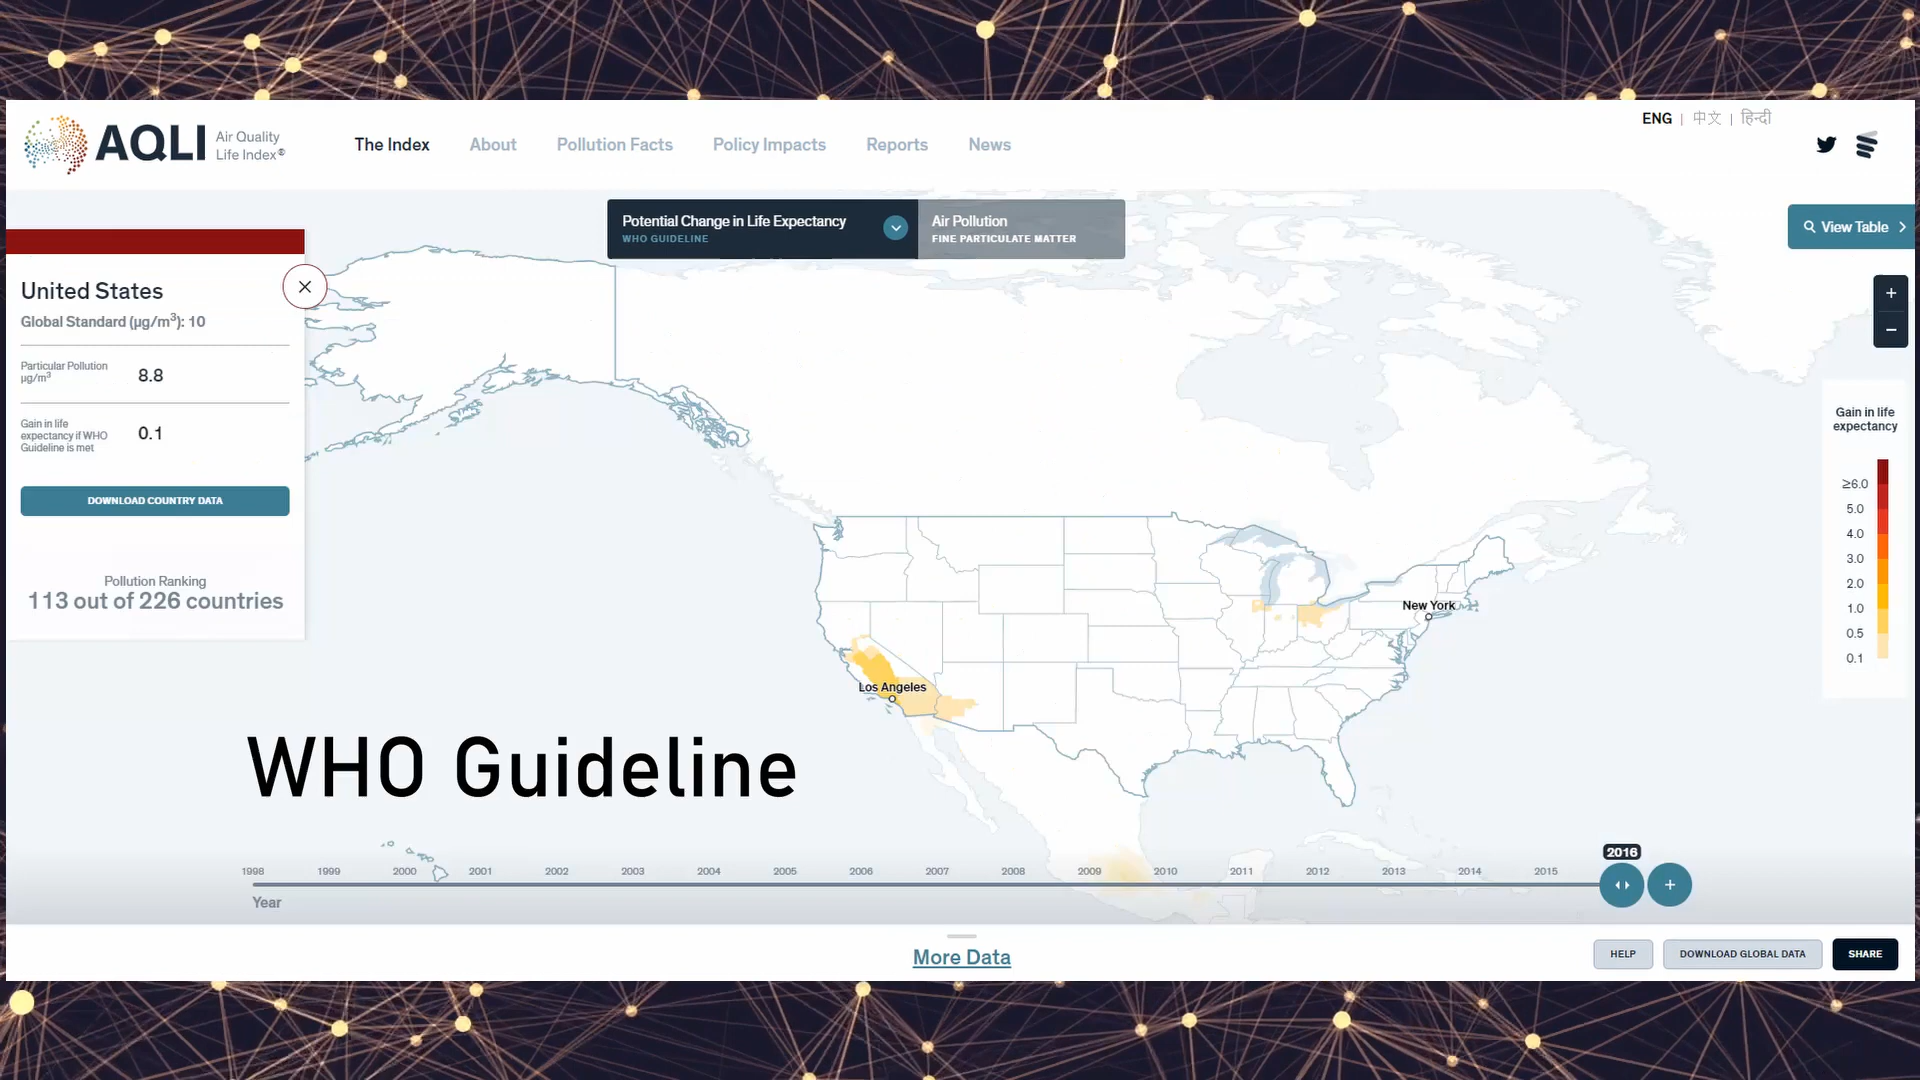 ENG | 中文 | हिन्दी
AQLI Air Quality
Life Index®
The Index About Pollution Facts Policy Impacts Reports News
Potential Change in Life Expectancy
WHO GUIDELINE
Air Pollution
FINE PARTICULATE MATTER
View Table
United States
Global Standard (µg/m³): 10
Particular Pollution
µg/m³
8.8
Gain in life
expectancy if WHO
Guideline is met
0.1
DOWNLOAD COUNTRY DATA
Pollution Ranking
113 out of 226 countries
+
−
Gain in life
expectancy
≥6.0
5.0
4.0
3.0
2.0
1.0
0.5
0.1
New York
Los Angeles
WHO Guideline
2016
1998 1999 2000 2001 2002 2003 2004 2005 2006 2007 2008 2009 2010 2011 2012 2013 2014 2015
+
Year
More Data
HELP
DOWNLOAD GLOBAL DATA
SHARE